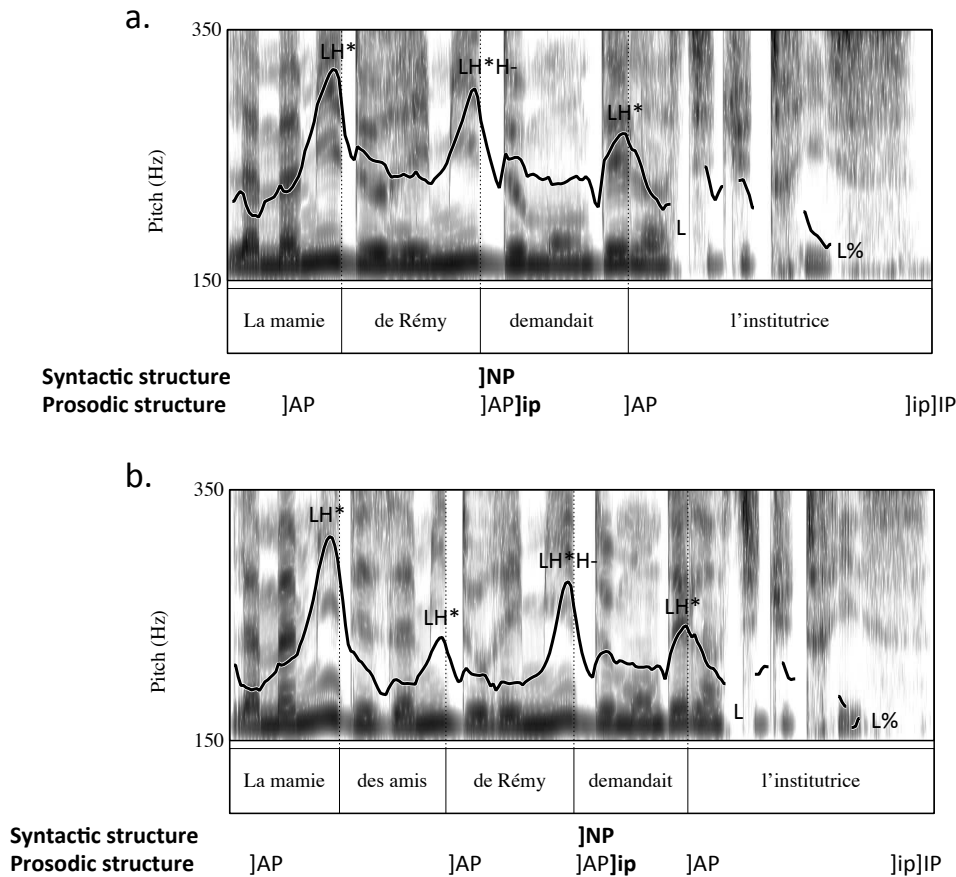 a.
350
LH*
LH*H-
LH*
L
L%
Pitch (Hz)
150
La mamie de Rémy demandait l'institutrice
Syntactic structure ]NP
Prosodic structure ]AP ]AP]ip ]AP ]ip]IP
b.
350
LH*
LH*H-
LH*
LH*
L
L%
Pitch (Hz)
150
La mamie des amis de Rémy demandait l'institutrice
Syntactic structure ]NP
Prosodic structure ]AP ]AP ]AP]ip ]AP ]ip]IP